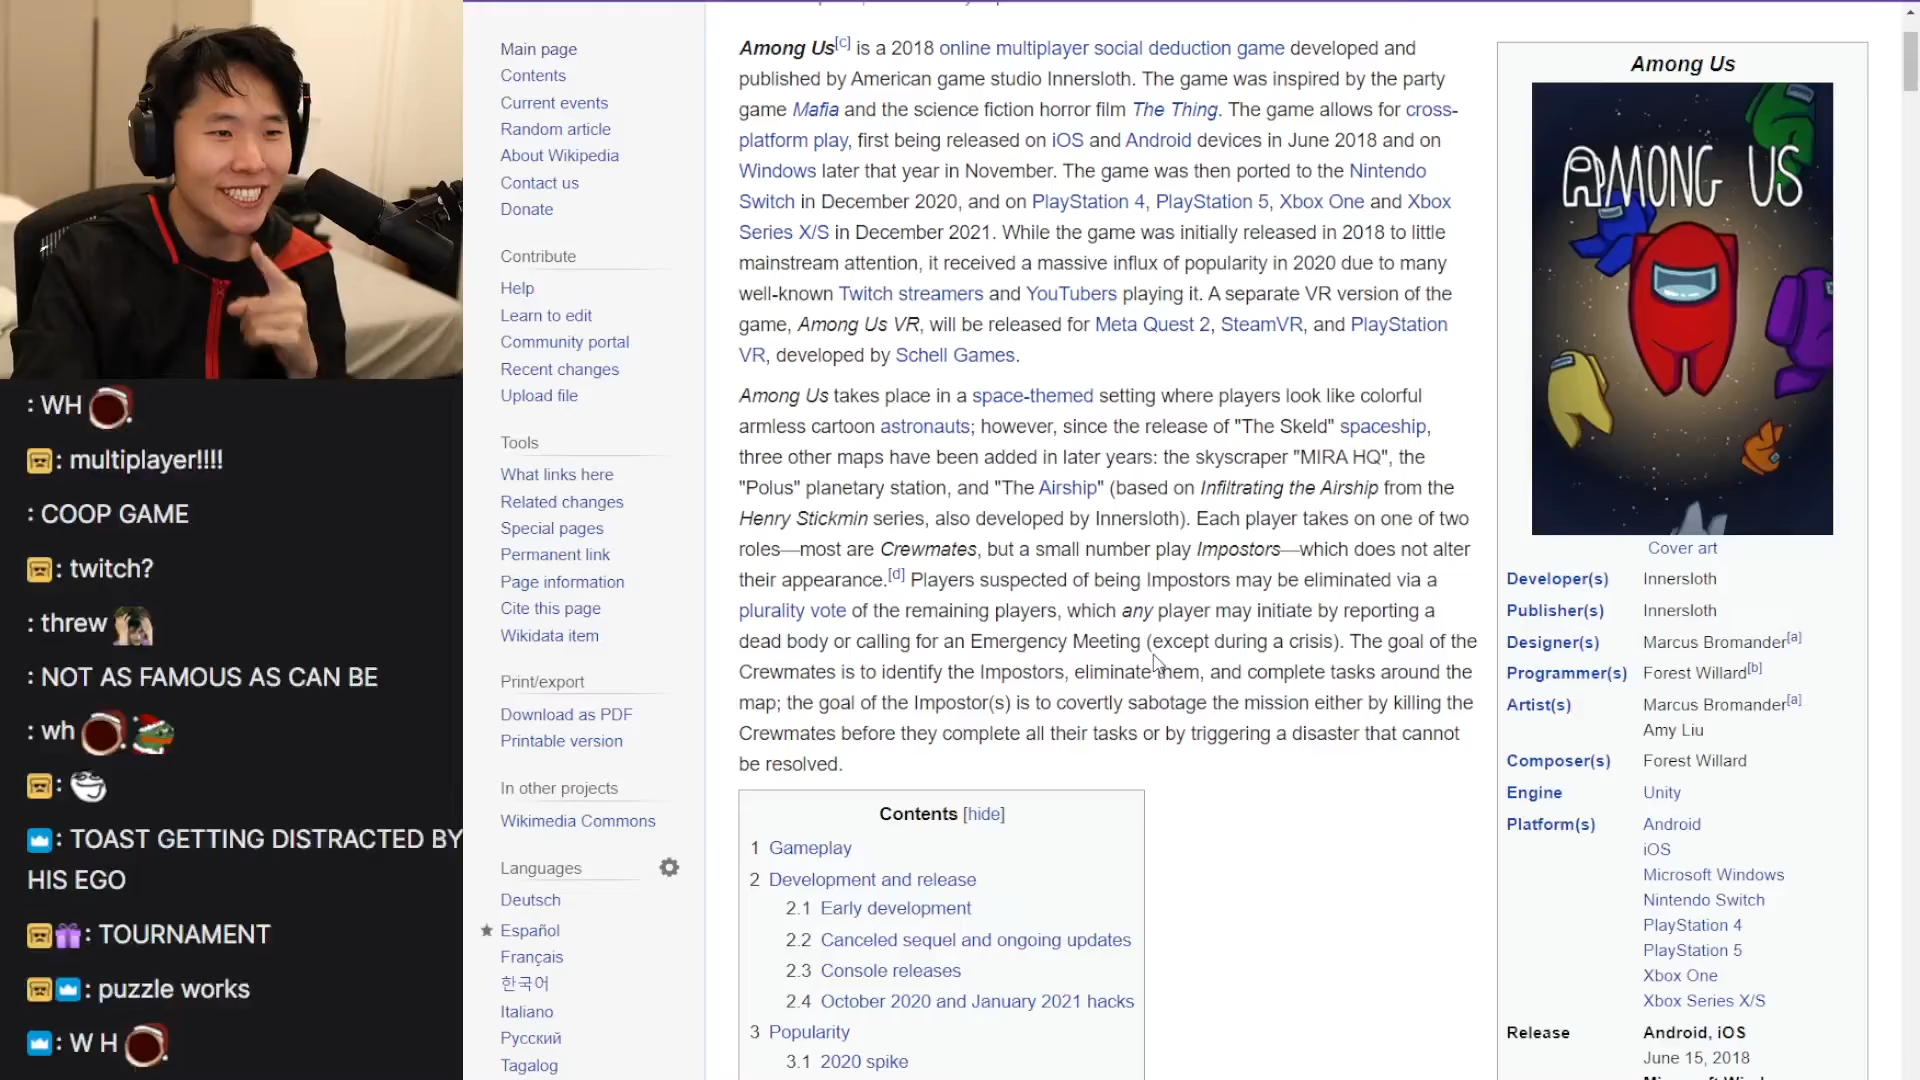 : WH
: multiplayer!!!!
: COOP GAME
: twitch?
: threw
: NOT AS FAMOUS AS CAN BE
: wh
:
: TOAST GETTING DISTRACTED BY
HIS EGO
: TOURNAMENT
: puzzle works
: W H
Main page
Contents
Current events
Random article
About Wikipedia
Contact us
Donate
Contribute
Help
Learn to edit
Community portal
Recent changes
Upload file
Tools
What links here
Related changes
Special pages
Permanent link
Page information
Cite this page
Wikidata item
Print/export
Download as PDF
Printable version
In other projects
Wikimedia Commons
Languages
Deutsch
Español
Français
한국어
Italiano
Русский
Tagalog
Among Us[c] is a 2018 online multiplayer social deduction game developed and
published by American game studio Innersloth. The game was inspired by the party
game Mafia and the science fiction horror film The Thing. The game allows for cross-
platform play, first being released on iOS and Android devices in June 2018 and on
Windows later that year in November. The game was then ported to the Nintendo
Switch in December 2020, and on PlayStation 4, PlayStation 5, Xbox One and Xbox
Series X/S in December 2021. While the game was initially released in 2018 to little
mainstream attention, it received a massive influx of popularity in 2020 due to many
well-known Twitch streamers and YouTubers playing it. A separate VR version of the
game, Among Us VR, will be released for Meta Quest 2, SteamVR, and PlayStation
VR, developed by Schell Games.
Among Us takes place in a space-themed setting where players look like colorful
armless cartoon astronauts; however, since the release of "The Skeld" spaceship,
three other maps have been added in later years: the skyscraper "MIRA HQ", the
"Polus" planetary station, and "The Airship" (based on Infiltrating the Airship from the
Henry Stickmin series, also developed by Innersloth). Each player takes on one of two
roles—most are Crewmates, but a small number play Impostors—which does not alter
their appearance.[d] Players suspected of being Impostors may be eliminated via a
plurality vote of the remaining players, which any player may initiate by reporting a
dead body or calling for an Emergency Meeting (except during a crisis). The goal of the
Crewmates is to identify the Impostors, eliminate them, and complete tasks around the
map; the goal of the Impostor(s) is to covertly sabotage the mission either by killing the
Crewmates before they complete all their tasks or by triggering a disaster that cannot
be resolved.
Contents [hide]
1 Gameplay
2 Development and release
2.1 Early development
2.2 Canceled sequel and ongoing updates
2.3 Console releases
2.4 October 2020 and January 2021 hacks
3 Popularity
3.1 2020 spike
Among Us
AMONG US
Cover art
Developer(s) Innersloth
Publisher(s) Innersloth
Designer(s) Marcus Bromander[a]
Programmer(s) Forest Willard[b]
Artist(s) Marcus Bromander[a]
Amy Liu
Composer(s) Forest Willard
Engine Unity
Platform(s) Android
iOS
Microsoft Windows
Nintendo Switch
PlayStation 4
PlayStation 5
Xbox One
Xbox Series X/S
Release Android, iOS
June 15, 2018